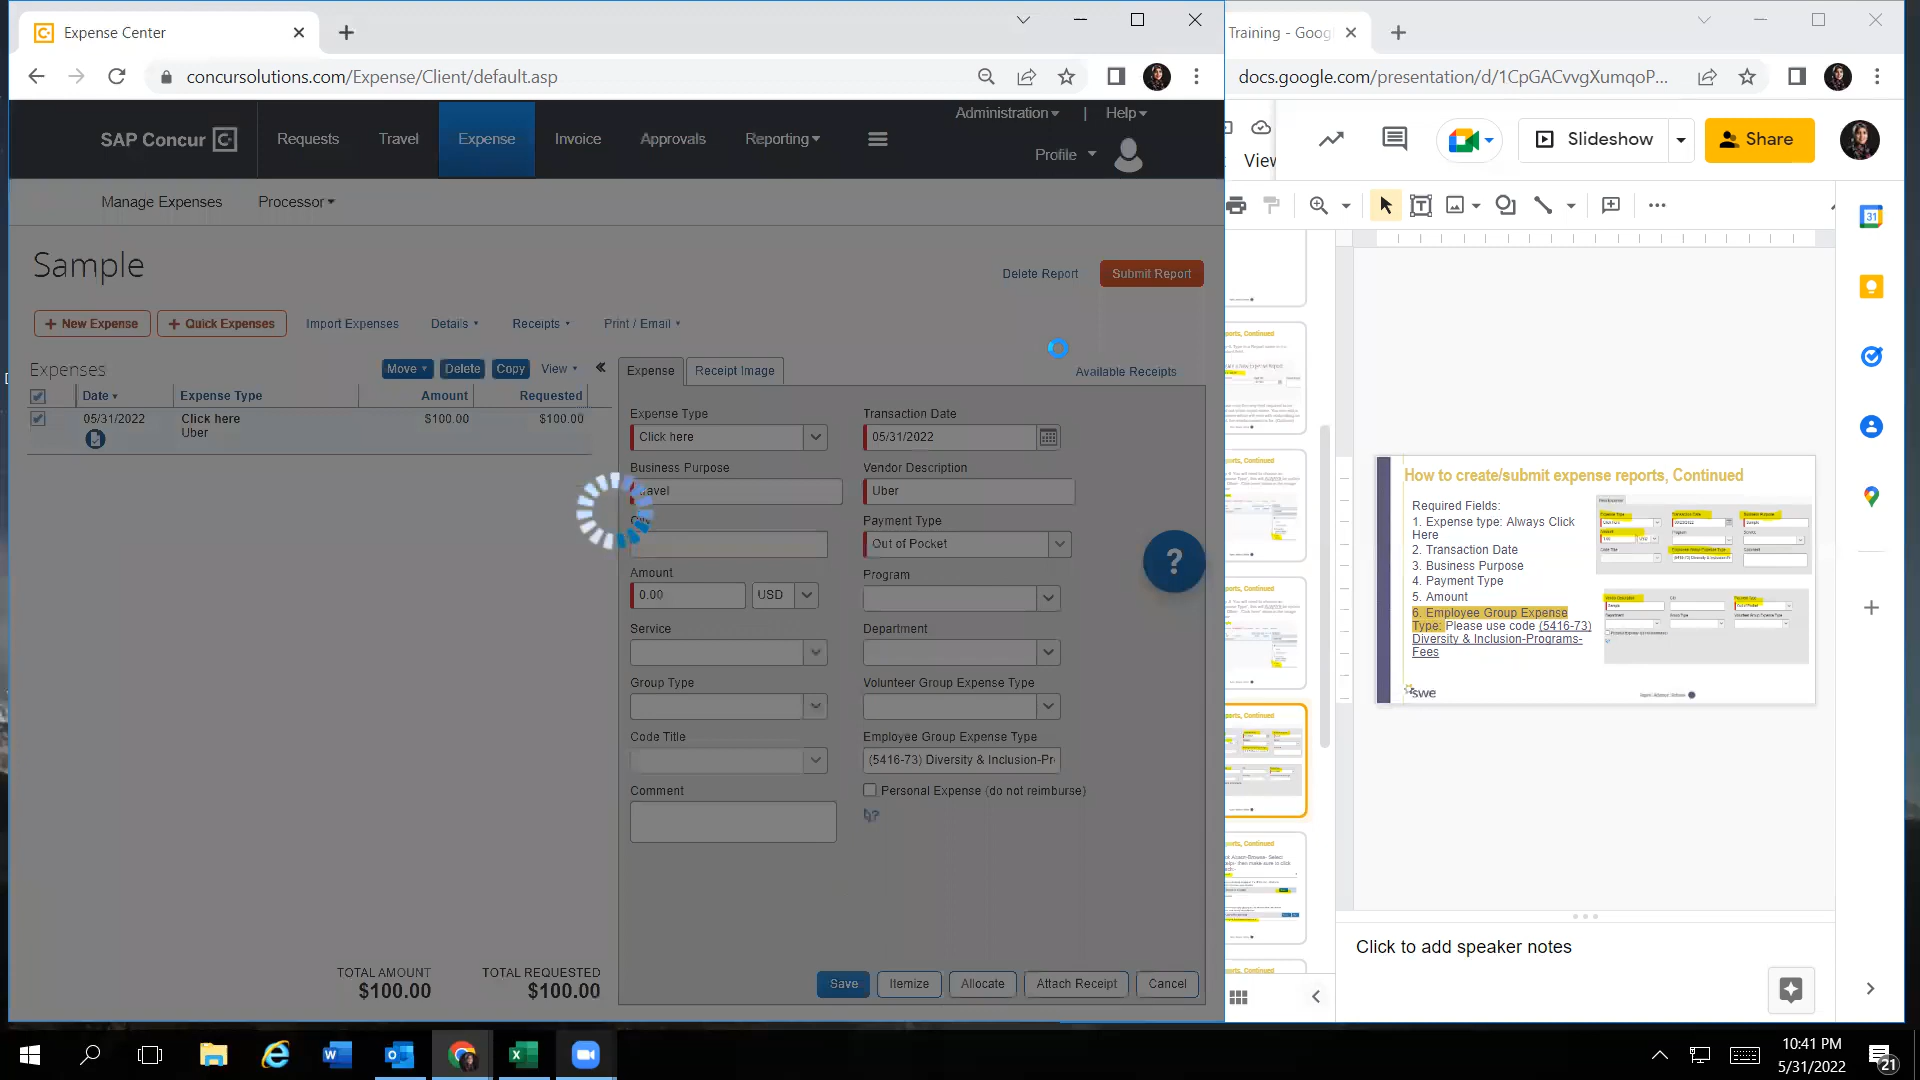 Expense Center
concursolutions.com/Expense/Client/default.asp
Administration
Help
SAP Concur
Requests
Travel
Expense
Invoice
Approvals
Reporting
Profile
Manage Expenses
Processor
Sample
Delete Report
Submit Report
+ New Expense
+ Quick Expenses
Import Expenses
Details
Receipts
Print / Email
Expenses
Move
Delete
Copy
View
Date
Expense Type
Amount
Requested
05/31/2022
Click here
$100.00
$100.00
Uber
TOTAL AMOUNT
$100.00
TOTAL REQUESTED
$100.00
Expense
Receipt Image
Available Receipts
Expense Type
Transaction Date
Click here
05/31/2022
Business Purpose
Vendor Description
Uber
Payment Type
Out of Pocket
Amount
Program
0.00
USD
Service
Department
Group Type
Volunteer Group Expense Type
Code Title
Employee Group Expense Type
(5416-73) Diversity & Inclusion-Pr
Comment
Personal Expense (do not reimburse)
?
Save
Itemize
Allocate
Attach Receipt
Cancel
Training - Goog
docs.google.com/presentation/d/1CpGACvvgXumqoP...
View
Slideshow
Share
31
How to create/submit expense reports, Continued
Required Fields:
1. Expense type: Always Click
Here
2. Transaction Date
3. Business Purpose
4. Payment Type
5. Amount
6. Employee Group Expense
Type: Please use code (5416-73)
Diversity & Inclusion-Programs-
Fees
swe
Click to add speaker notes
10:41 PM
5/31/2022
21